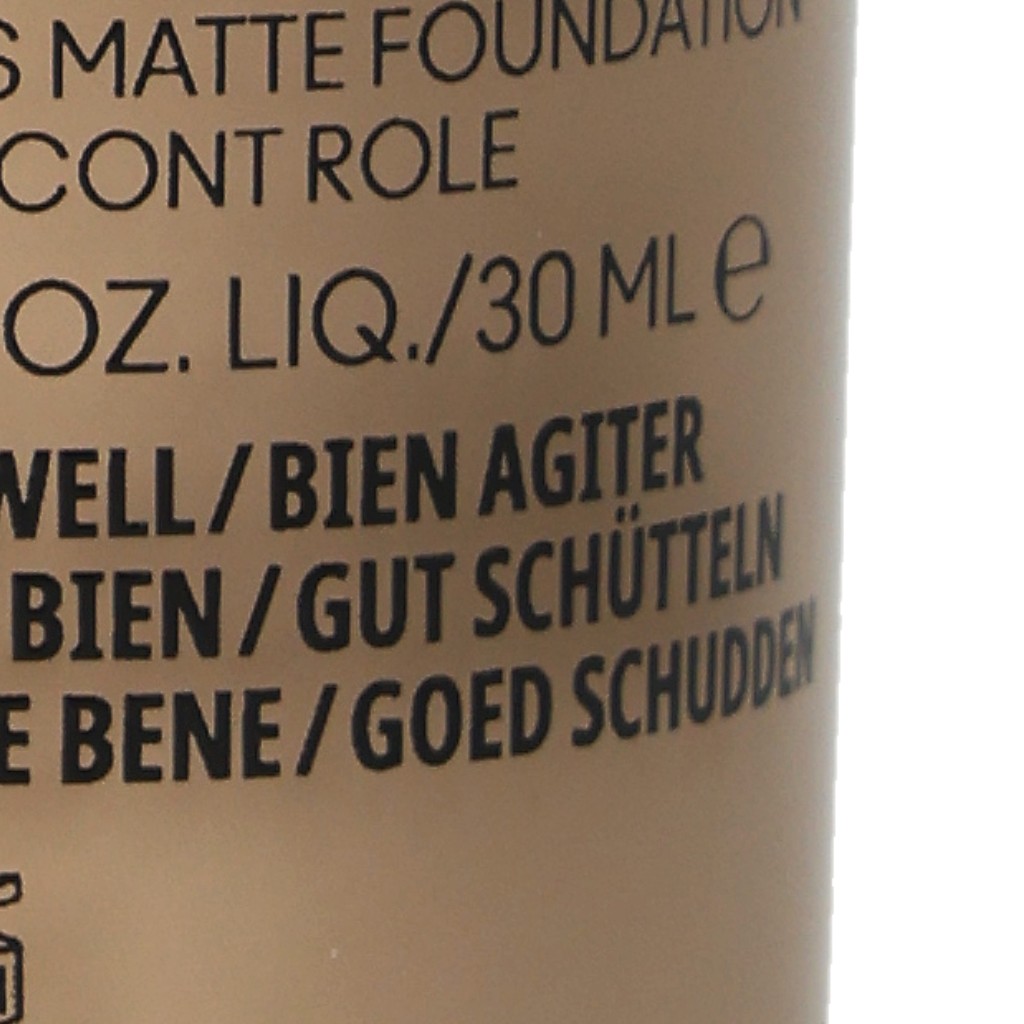 S MATTE FOUNDATION
CONT ROLE
OZ. LIQ./30 ML e
WELL / BIEN AGITER
BIEN / GUT SCHÜTTELN
E BENE / GOED SCHUDDEN